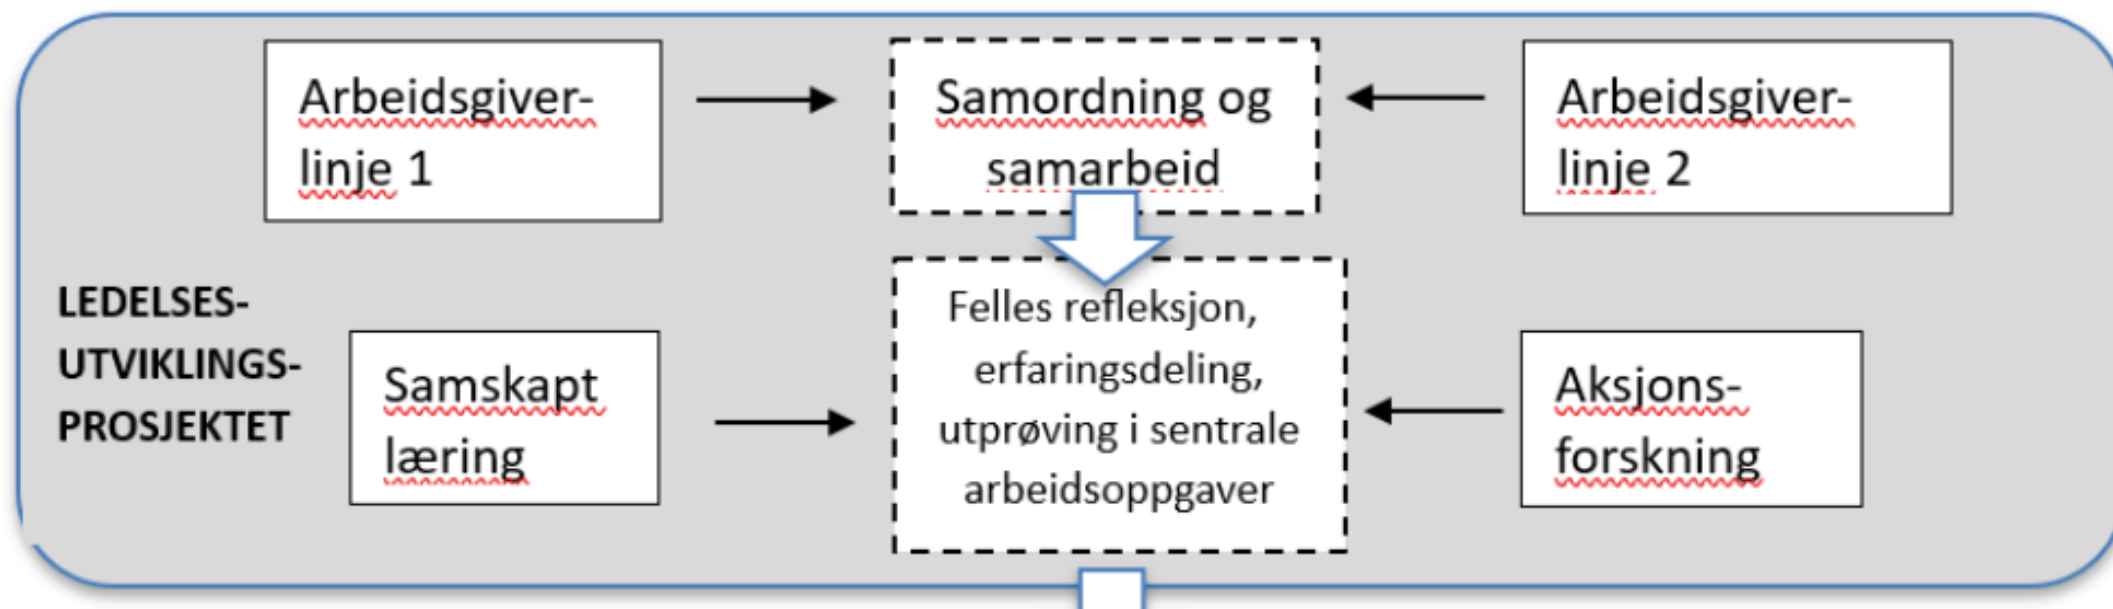 Arbeidsgiver-
linje 1
Samordning og
samarbeid
Arbeidsgiver-
linje 2
LEDELSES-
UTVIKLINGS-
PROSJEKTET
Samskapt
læring
Felles refleksjon,
erfaringsdeling,
utprøving i sentrale
arbeidsoppgaver
Aksjons-
forskning